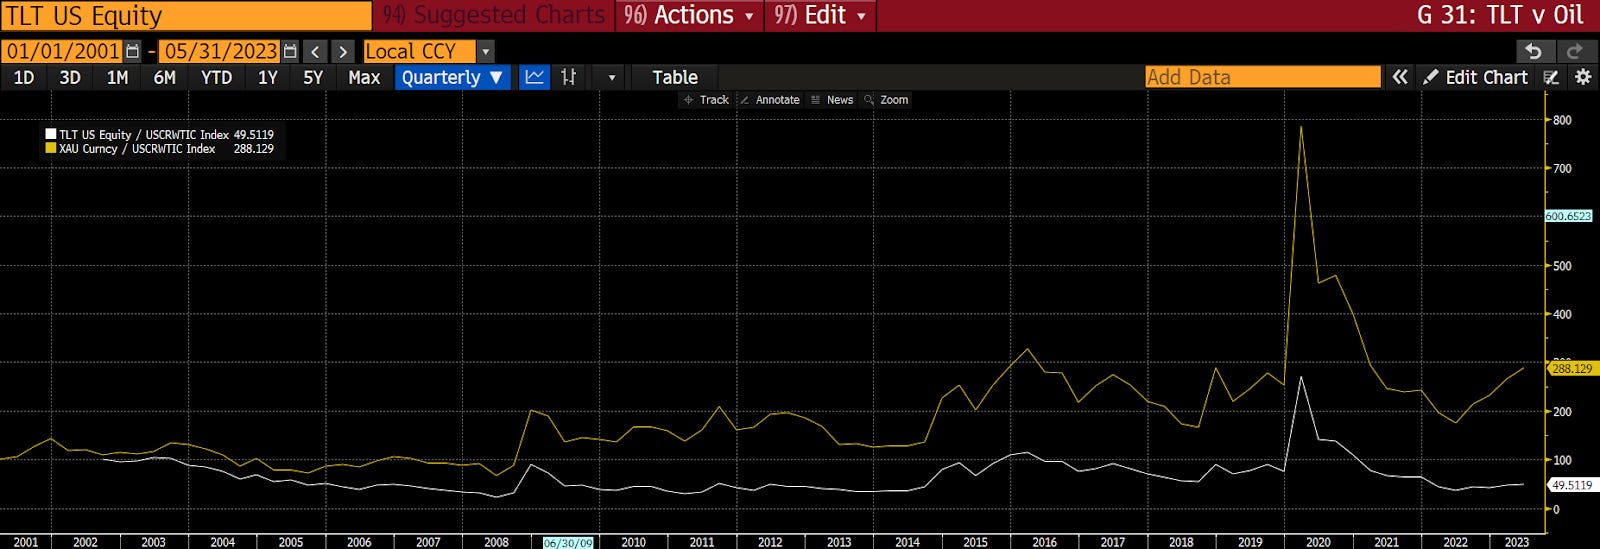 TLT US Equity 94) Suggested Charts 96) Actions 97) Edit G 31: TLT v Oil
01/01/2001 - 05/31/2023 < > Local CCY
1D 3D 1M 6M YTD 1Y 5Y Max Quarterly ▼ Table Add Data « Edit Chart
Track Annotate News Zoom
TLT US Equity / USCRWTIC Index 49.5119
XAU Curncy / USCRWTIC Index 288.129
800
700
600.6523
500
400
300
288.129
200
100
49.5119
0
2001 2002 2003 2004 2005 2006 2007 2008 06/30/09 2010 2011 2012 2013 2014 2015 2016 2017 2018 2019 2020 2021 2022 2023